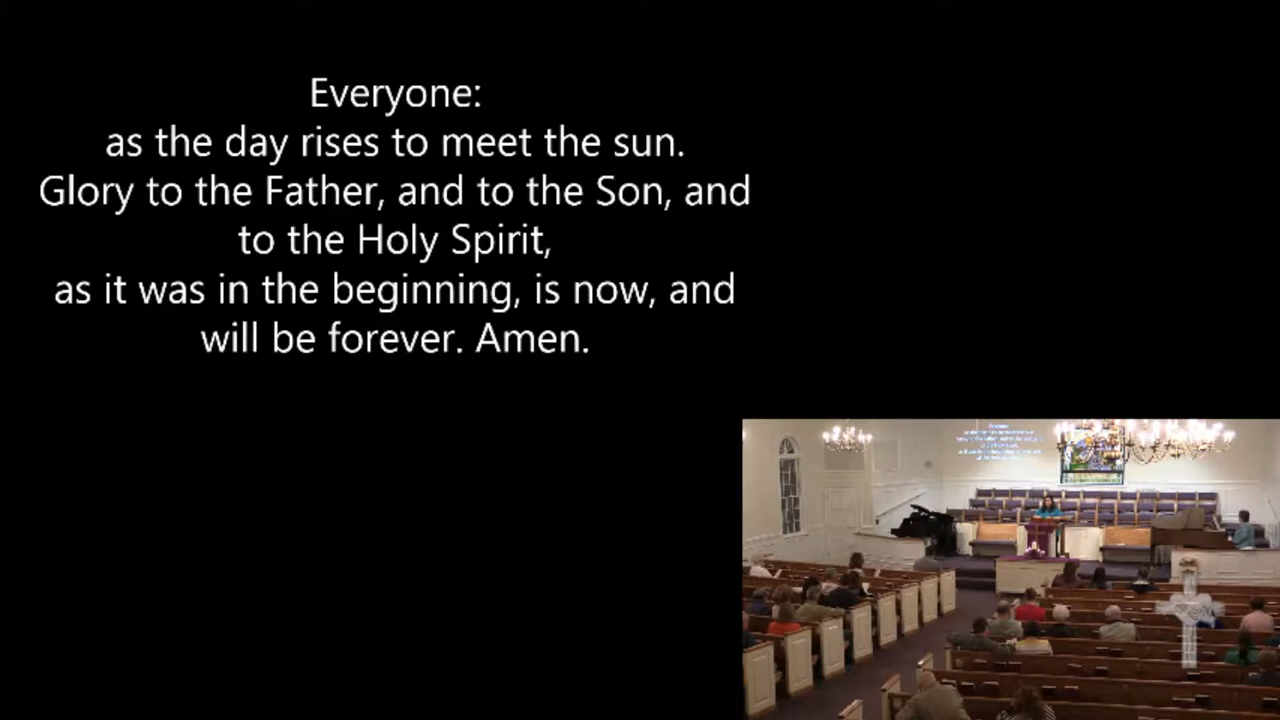 Everyone:
as the day rises to meet the sun.
Glory to the Father, and to the Son, and
to the Holy Spirit,
as it was in the beginning, is now, and
will be forever. Amen.